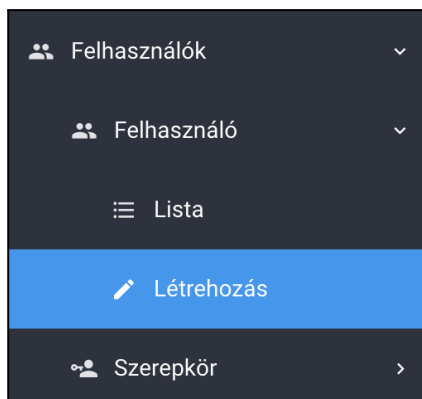 Felhasználók
Felhasználó
Lista
Létrehozás
Szerepkör